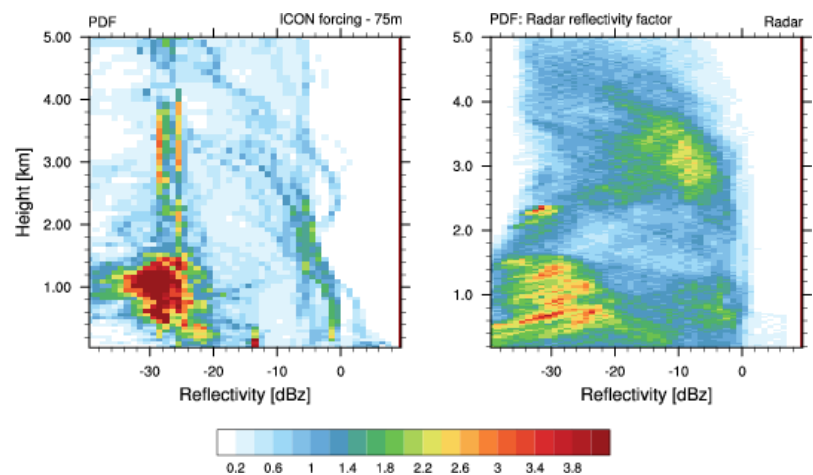 PDF ICON forcing - 75m
PDF: Radar reflectivity factor Radar
5.00
4.00
3.00
2.00
1.00
Height [km]
-30 -20 -10 0
Reflectivity [dBz]
5.0
4.0
3.0
2.0
1.0
-30 -20 -10 0
Reflectivity [dBz]
0.2 0.6 1 1.4 1.8 2.2 2.6 3 3.4 3.8